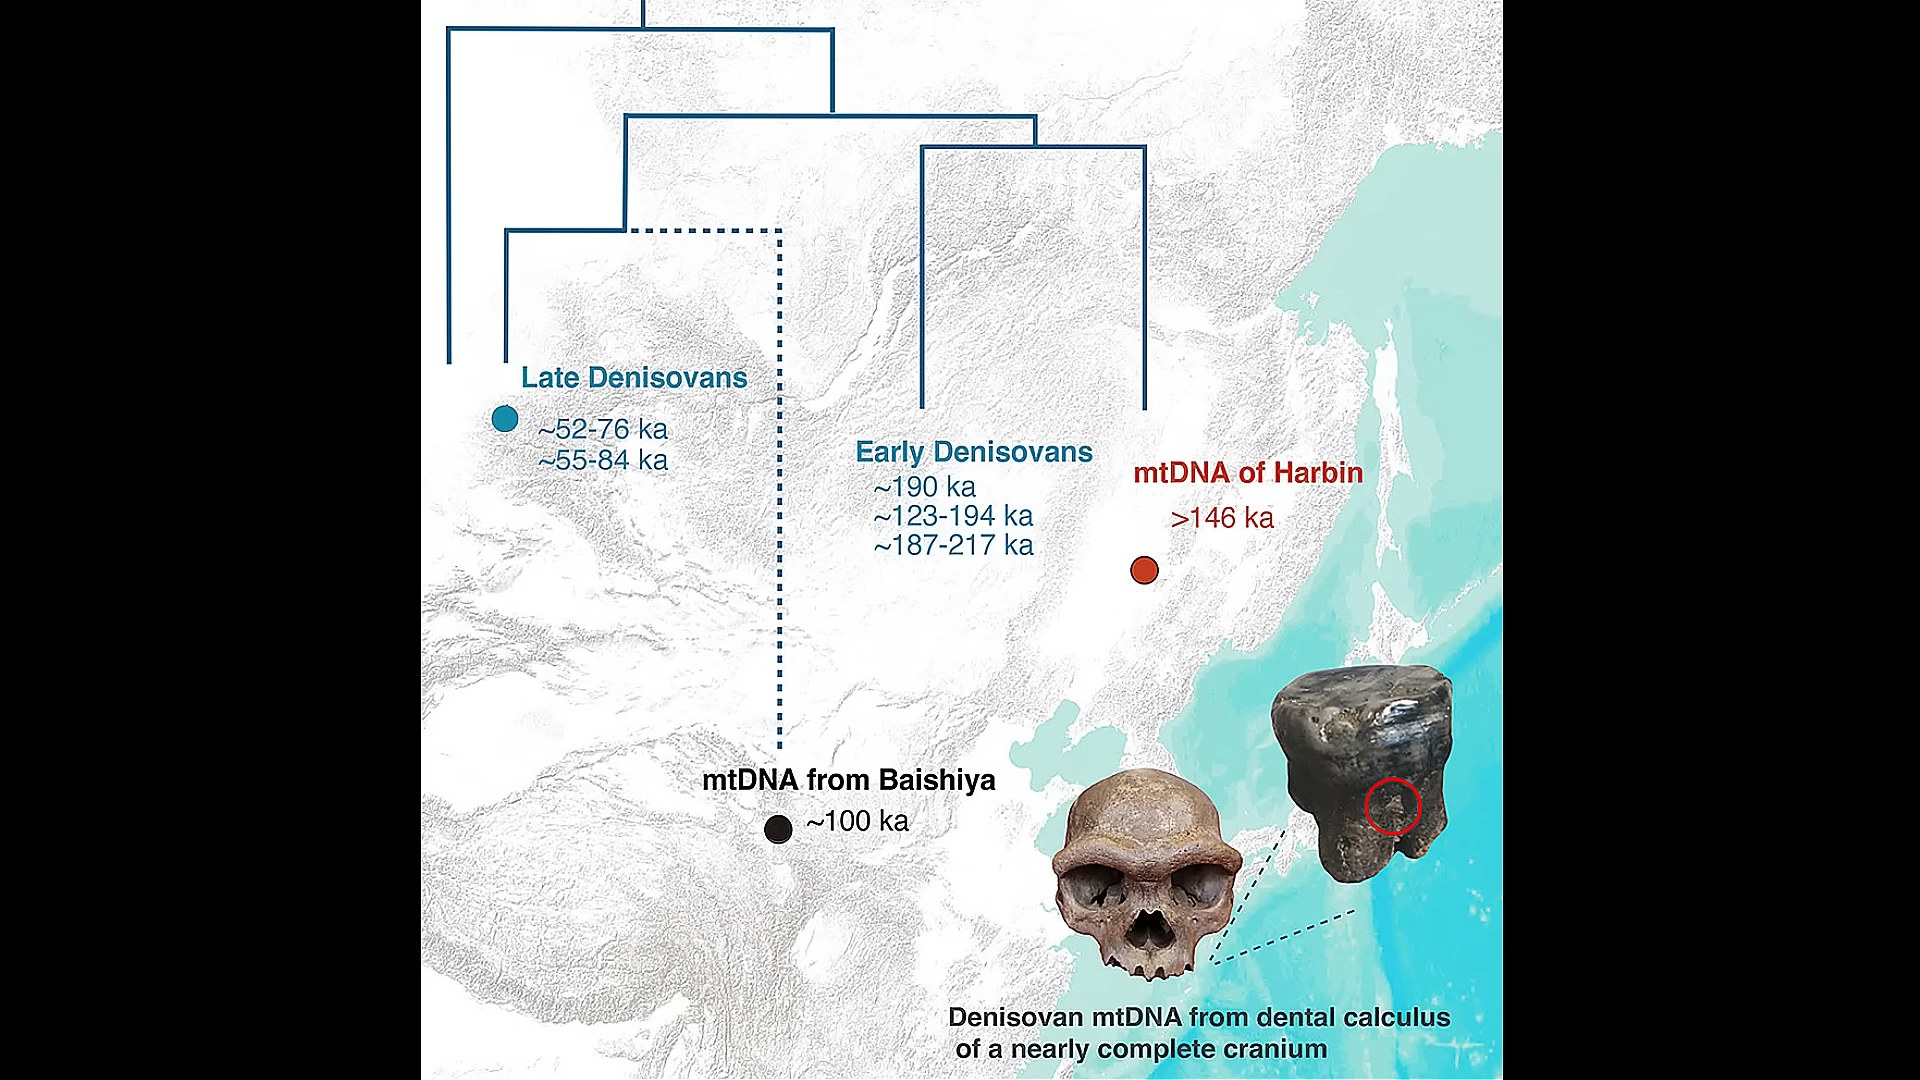 Late Denisovans
~52-76 ka
~55-84 ka
Early Denisovans
~190 ka
~123-194 ka
~187-217 ka
mtDNA of Harbin
>146 ka
mtDNA from Baishiya
~100 ka
Denisovan mtDNA from dental calculus
of a nearly complete cranium